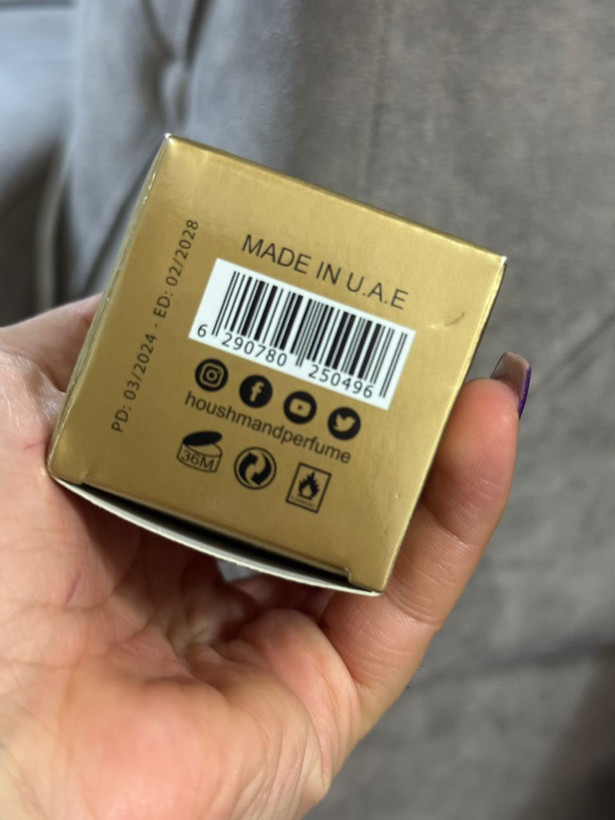 MADE IN U.A.E
6 290780 250496
houshmandperfume
36M
PD: 03/2024 - ED: 02/2028